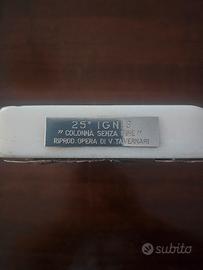 25° IGNIS
" COLONNA SENZA FINE "
RIPROD. OPERA DI V. TAVERNARI
subito